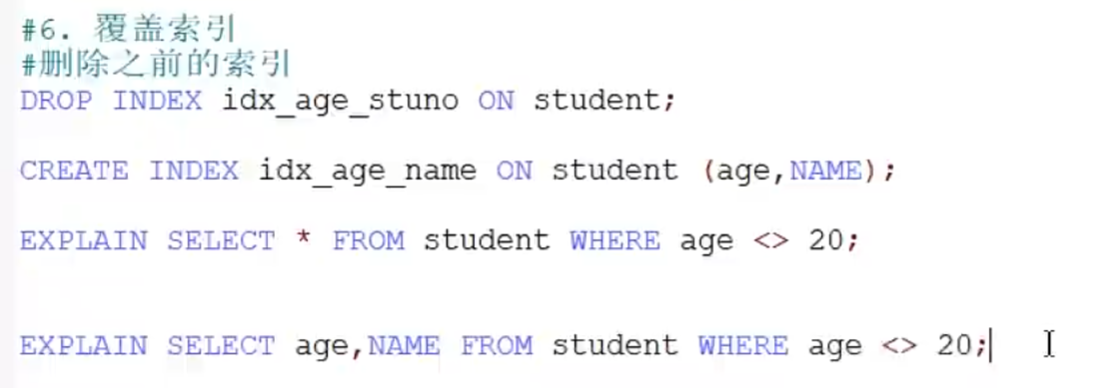 #6. 覆盖索引
#删除之前的索引
DROP INDEX idx_age_stuno ON student;
CREATE INDEX idx_age_name ON student (age,NAME);
EXPLAIN SELECT * FROM student WHERE age <> 20;
EXPLAIN SELECT age,NAME FROM student WHERE age <> 20;